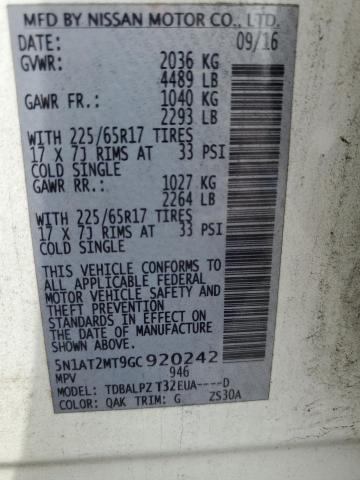 MFD BY NISSAN MOTOR CO., LTD.
DATE: 09/16
GVWR: 2036 KG
4489 LB
GAWR FR.: 1040 KG
2293 LB
WITH 225/65R17 TIRES
17 X 7J RIMS AT 33 PSI
COLD SINGLE
GAWR RR.: 1027 KG
2264 LB
WITH 225/65R17 TIRES
17 X 7J RIMS AT 33 PSI
COLD SINGLE
THIS VEHICLE CONFORMS TO
ALL APPLICABLE FEDERAL
MOTOR VEHICLE SAFETY AND
THEFT PREVENTION
STANDARDS IN EFFECT ON
THE DATE OF MANUFACTURE
SHOWN ABOVE.
5N1AT2MT9GC920242
MPV 946
MODEL: TDBALPZ T32EUA----D
COLOR: QAK TRIM: G ZS30A